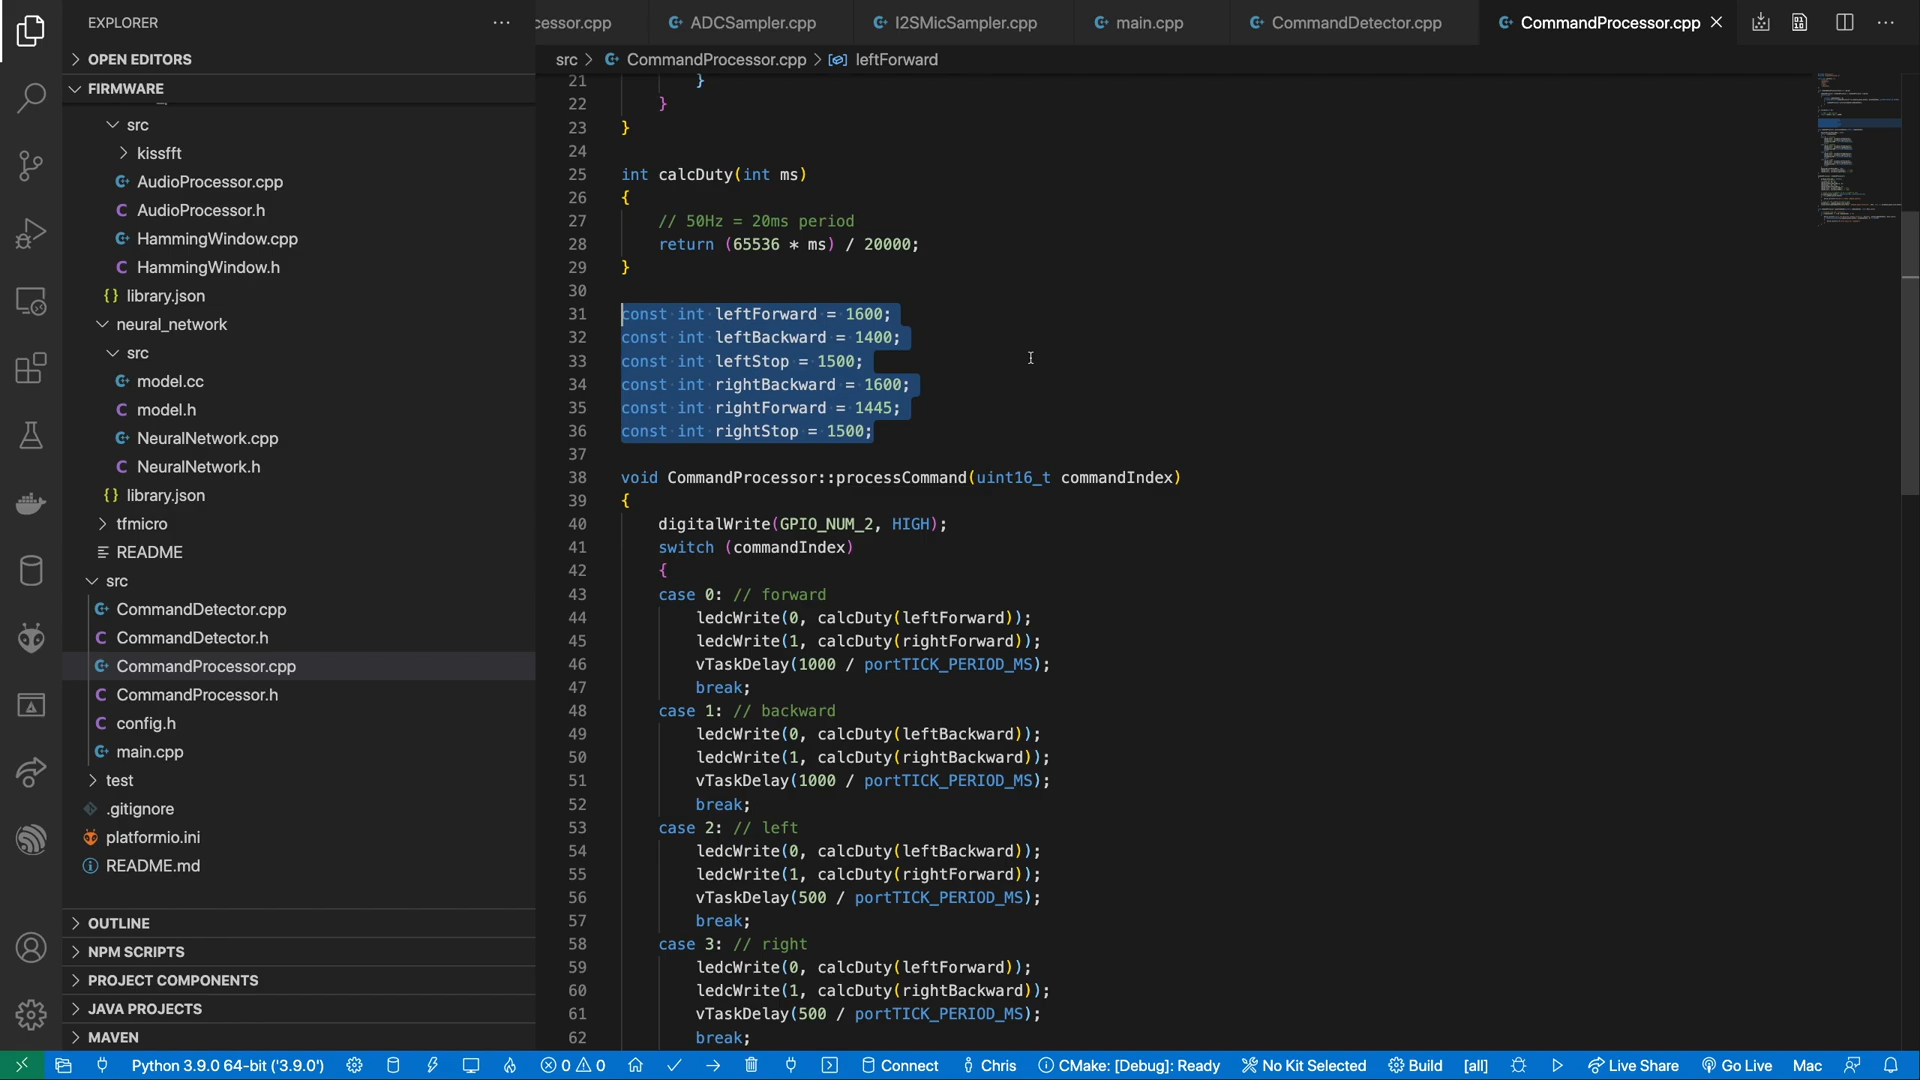 EXPLORER
OPEN EDITORS
FIRMWARE
src
kissfft
AudioProcessor.cpp
AudioProcessor.h
HammingWindow.cpp
HammingWindow.h
library.json
neural_network
src
model.cc
model.h
NeuralNetwork.cpp
NeuralNetwork.h
library.json
tfmicro
README
src
CommandDetector.cpp
CommandDetector.h
CommandProcessor.cpp
CommandProcessor.h
config.h
main.cpp
test
.gitignore
platformio.ini
README.md
OUTLINE
NPM SCRIPTS
PROJECT COMPONENTS
JAVA PROJECTS
MAVEN
cessor.cpp ADCSampler.cpp I2SMicSampler.cpp main.cpp CommandDetector.cpp CommandProcessor.cpp
src > CommandProcessor.cpp > leftForward
21 }
22 }
23 }
24
25 int calcDuty(int ms)
26 {
27 // 50Hz = 20ms period
28 return (65536 * ms) / 20000;
29 }
30
31 const int leftForward = 1600;
32 const int leftBackward = 1400;
33 const int leftStop = 1500;
34 const int rightBackward = 1600;
35 const int rightForward = 1445;
36 const int rightStop = 1500;
37
38 void CommandProcessor::processCommand(uint16_t commandIndex)
39 {
40 digitalWrite(GPIO_NUM_2, HIGH);
41 switch (commandIndex)
42 {
43 case 0: // forward
44 ledcWrite(0, calcDuty(leftForward));
45 ledcWrite(1, calcDuty(rightForward));
46 vTaskDelay(1000 / portTICK_PERIOD_MS);
47 break;
48 case 1: // backward
49 ledcWrite(0, calcDuty(leftBackward));
50 ledcWrite(1, calcDuty(rightBackward));
51 vTaskDelay(1000 / portTICK_PERIOD_MS);
52 break;
53 case 2: // left
54 ledcWrite(0, calcDuty(leftBackward));
55 ledcWrite(1, calcDuty(rightForward));
56 vTaskDelay(500 / portTICK_PERIOD_MS);
57 break;
58 case 3: // right
59 ledcWrite(0, calcDuty(leftForward));
60 ledcWrite(1, calcDuty(rightBackward));
61 vTaskDelay(500 / portTICK_PERIOD_MS);
62 break;
Python 3.9.0 64-bit ('3.9.0') 0 0 Connect Chris CMake: [Debug]: Ready No Kit Selected Build [all] Live Share Go Live Mac